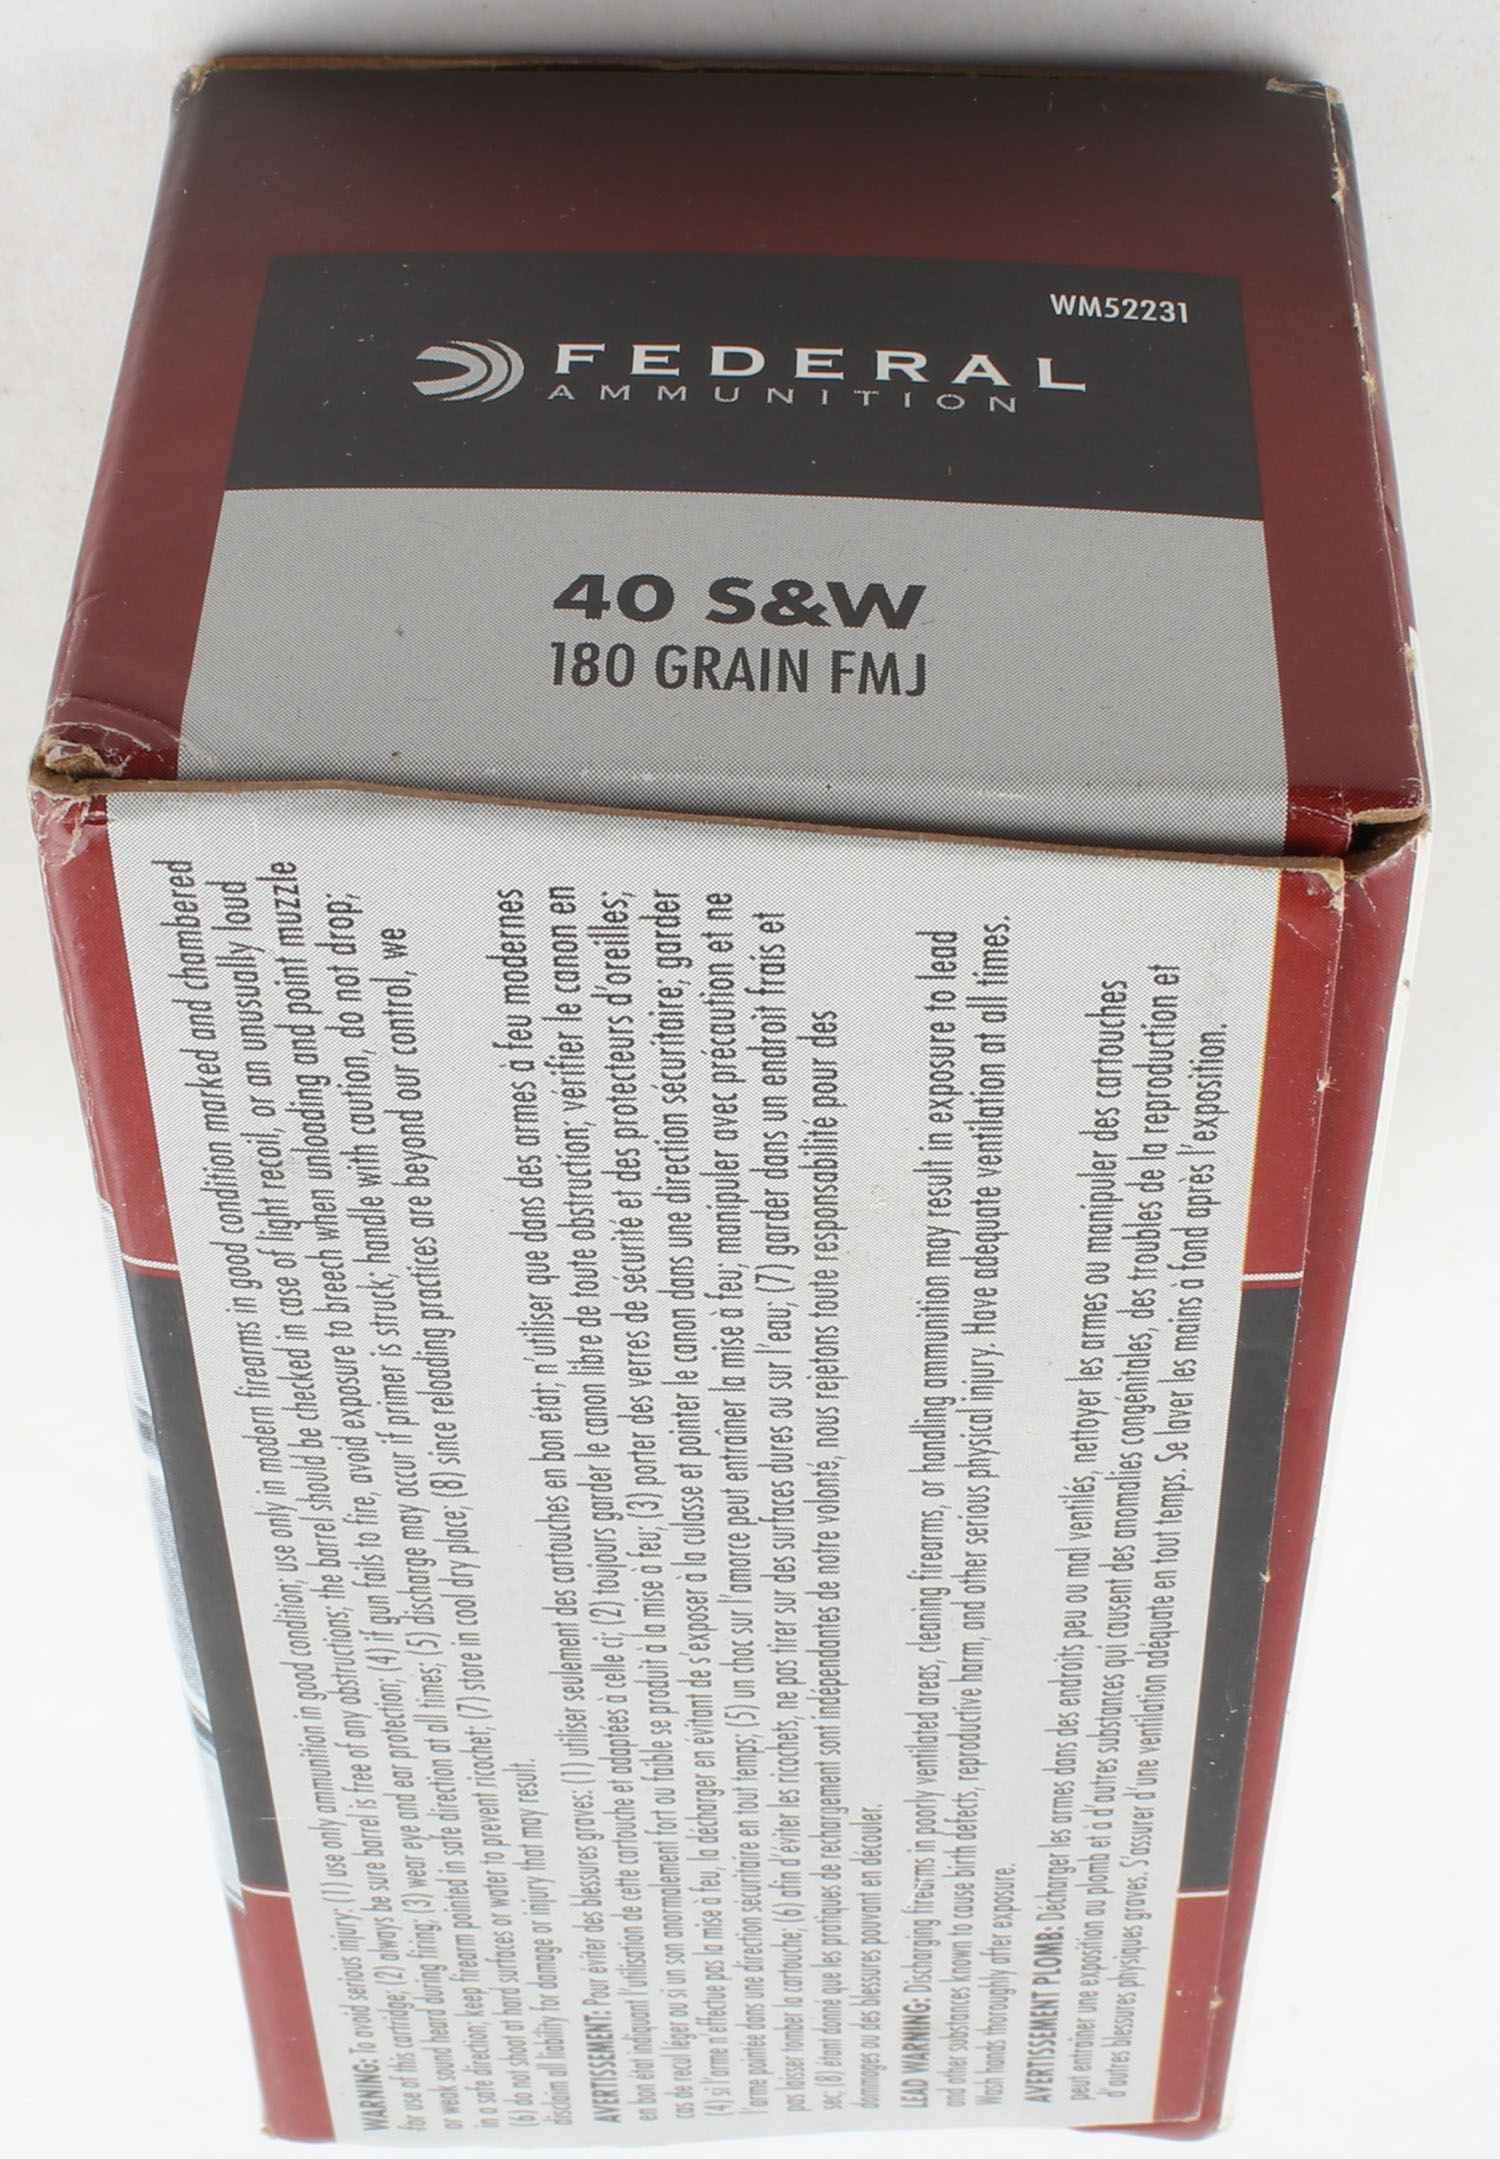 WM52231
FEDERAL
AMMUNITION
40 S&W
180 GRAIN FMJ
WARNING: To avoid serious injury: (1) use only ammunition in good condition; use only in modern firearms in good condition marked and chambered
for use of this cartridge; (2) always be sure barrel is free of any obstructions; the barrel should be checked in case of light recoil, or an unusually loud
or weak sound heard during firing; (3) wear eye and ear protection; (4) if gun fails to fire, avoid exposure to breech when unloading and point muzzle
in a safe direction; keep firearm pointed in safe direction at all times; (5) discharge may occur if primer is struck; handle with caution, do not drop;
(6) do not shoot at hard surfaces or water to prevent ricochet; (7) store in cool dry place; (8) since reloading practices are beyond our control, we
disclaim all liability for damage or injury that may result.
AVERTISSEMENT: Pour éviter des blessures graves: (1) utiliser seulement des cartouches en bon état; n'utiliser que dans des armes à feu modernes
en bon état indiquant l'utilisation de cette cartouche et adaptées à celle ci; (2) toujours garder le canon libre de toute obstruction; vérifier le canon en
cas de recul léger ou si un son anormalement fort ou faible se produit à la mise à feu; (3) porter des verres de sécurité et des protecteurs d'oreilles;
(4) si l'arme n'éffectue pas la mise à feu, la décharger en évitant de s'exposer à la culasse et pointer le canon dans une direction sécuritaire; garder
l'arme pointée dans une direction sécuritaire en tout temps; (5) un choc sur l'amorce peut entraîner la mise à feu; manipuler avec précaution et ne
pas laisser tomber la cartouche; (6) afin d'éviter les ricochets, ne pas tirer sur des surfaces dures ou sur l'eau; (7) garder dans un endroit frais et
sec; (8) étant donné que les pratiques de rechargement sont indépendantes de notre volonté, nous rejetons toute responsabilité pour des
dommages ou des blessures pouvant en découler.
LEAD WARNING: Discharging firearms in poorly ventilated areas, cleaning firearms, or handling ammunition may result in exposure to lead
and other substances known to cause birth defects, reproductive harm, and other serious physical injury. Have adequate ventilation at all times.
Wash hands thoroughly after exposure.
AVERTISSEMENT PLOMB: Décharger les armes dans des endroits peu ou mal ventilés, nettoyer les armes ou manipuler des cartouches
peut entraîner une exposition au plomb et à d'autres substances qui causent des anomalies congénitales, des troubles de la reproduction et
d'autres blessures physiques graves. S'assurer d'une ventilation adéquate en tout temps. Se laver les mains à fond après l'exposition.